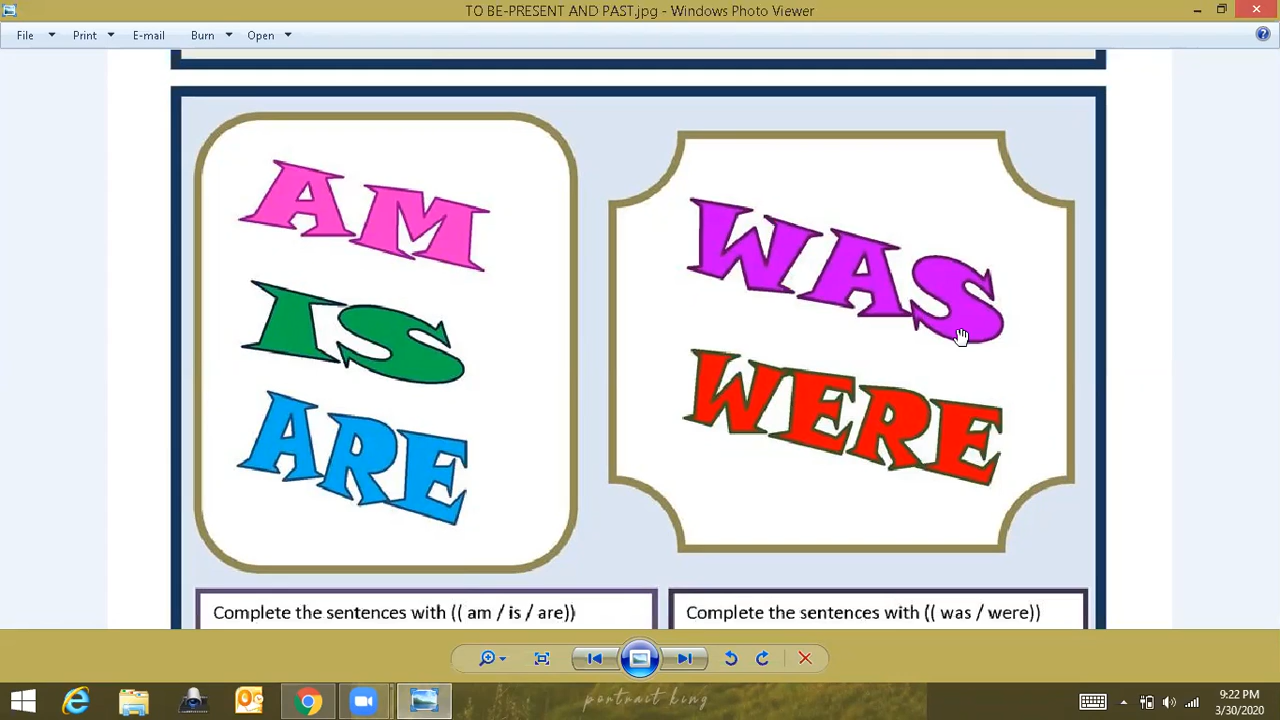 TO BE-PRESENT AND PAST.jpg - Windows Photo Viewer
File Print E-mail Burn Open
AM
IS
ARE
WAS
WERE
Complete the sentences with (( am / is / are))
Complete the sentences with (( was / were))
portrait king
9:22 PM
3/30/2020